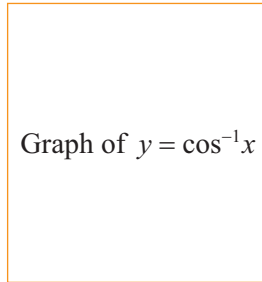 Graph of y = cos⁻¹x